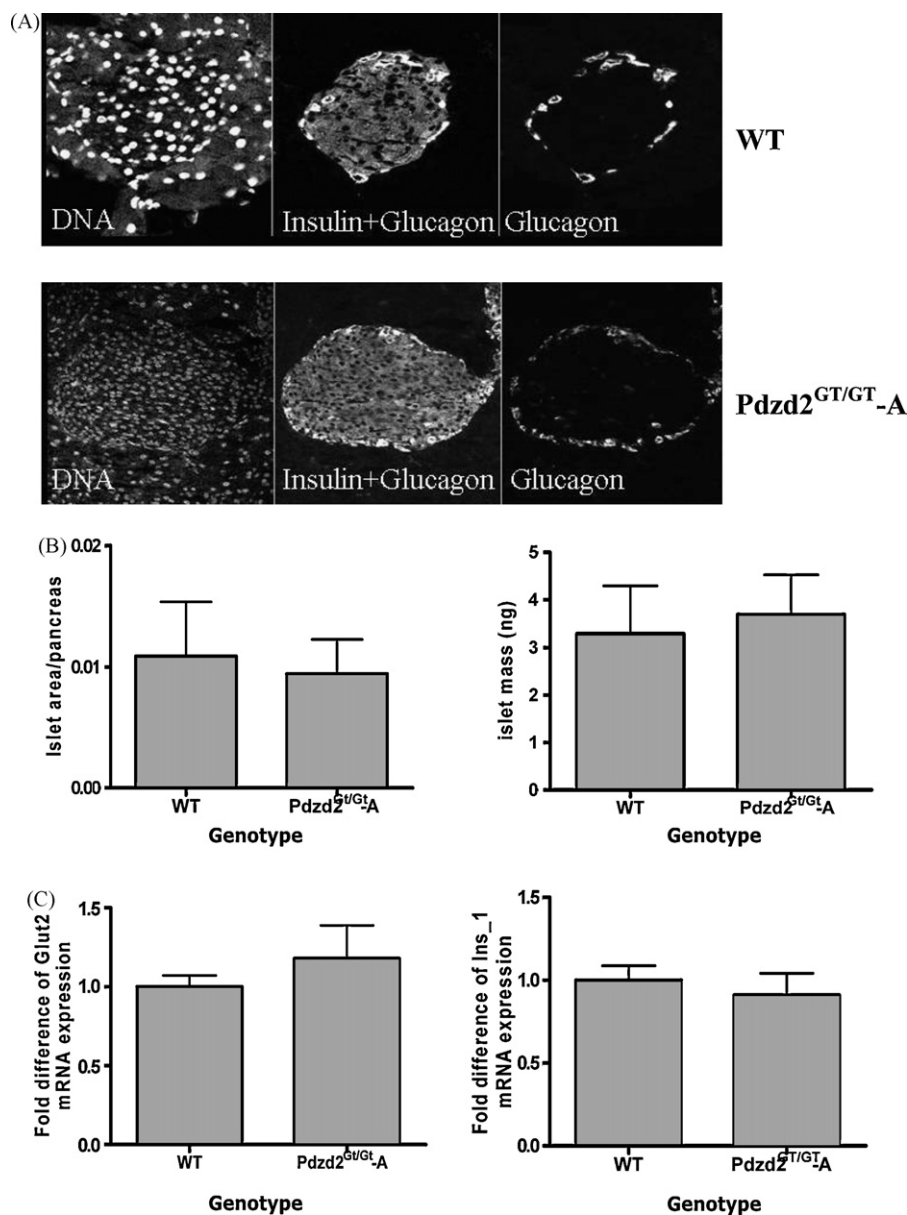 (A)
DNA
Insulin+Glucagon
Glucagon
WT
DNA
Insulin+Glucagon
Glucagon
Pdzd2GT/GT-A
(B)
Islet area/pancreas
0.02
0.01
0.00
WT
Pdzd2Gt/Gt-A
Genotype
islet mass (ng)
5
4
3
2
1
0
WT
Pdzd2Gt/Gt-A
Genotype
(C)
Fold difference of Glut2
mRNA expression
1.5
1.0
0.5
0.0
WT
Pdzd2Gt/Gt-A
Genotype
Fold difference of Ins_1
mRNA expression
1.5
1.0
0.5
0.0
WT
Pdzd2GT/GT-A
Genotype